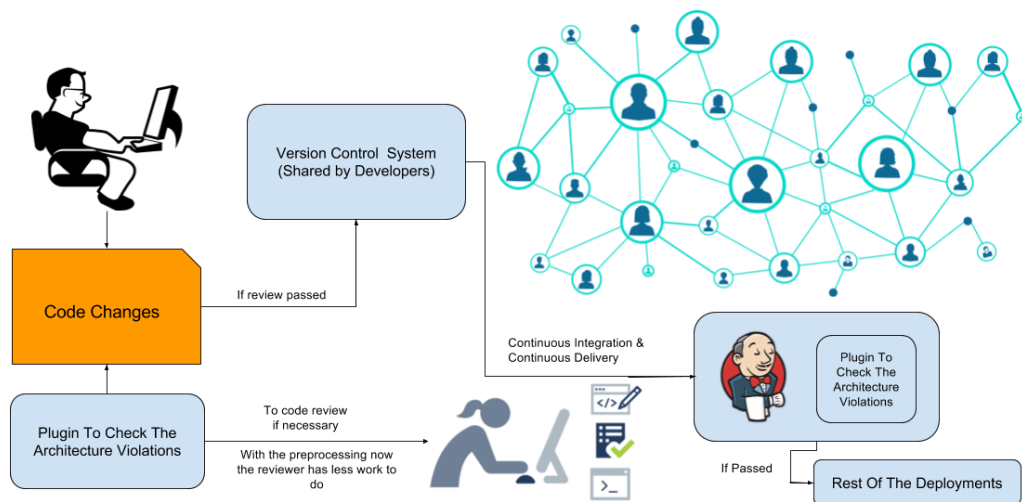 Version Control System
(Shared by Developers)
Code Changes
If review passed
Continuous Integration &
Continuous Delivery
Plugin To
Check The
Architecture
Violations
Plugin To Check The
Architecture Violations
To code review
if necessary
With the preprocessing now
the reviewer has less work to
do
</>
>_
If Passed
Rest Of The Deployments